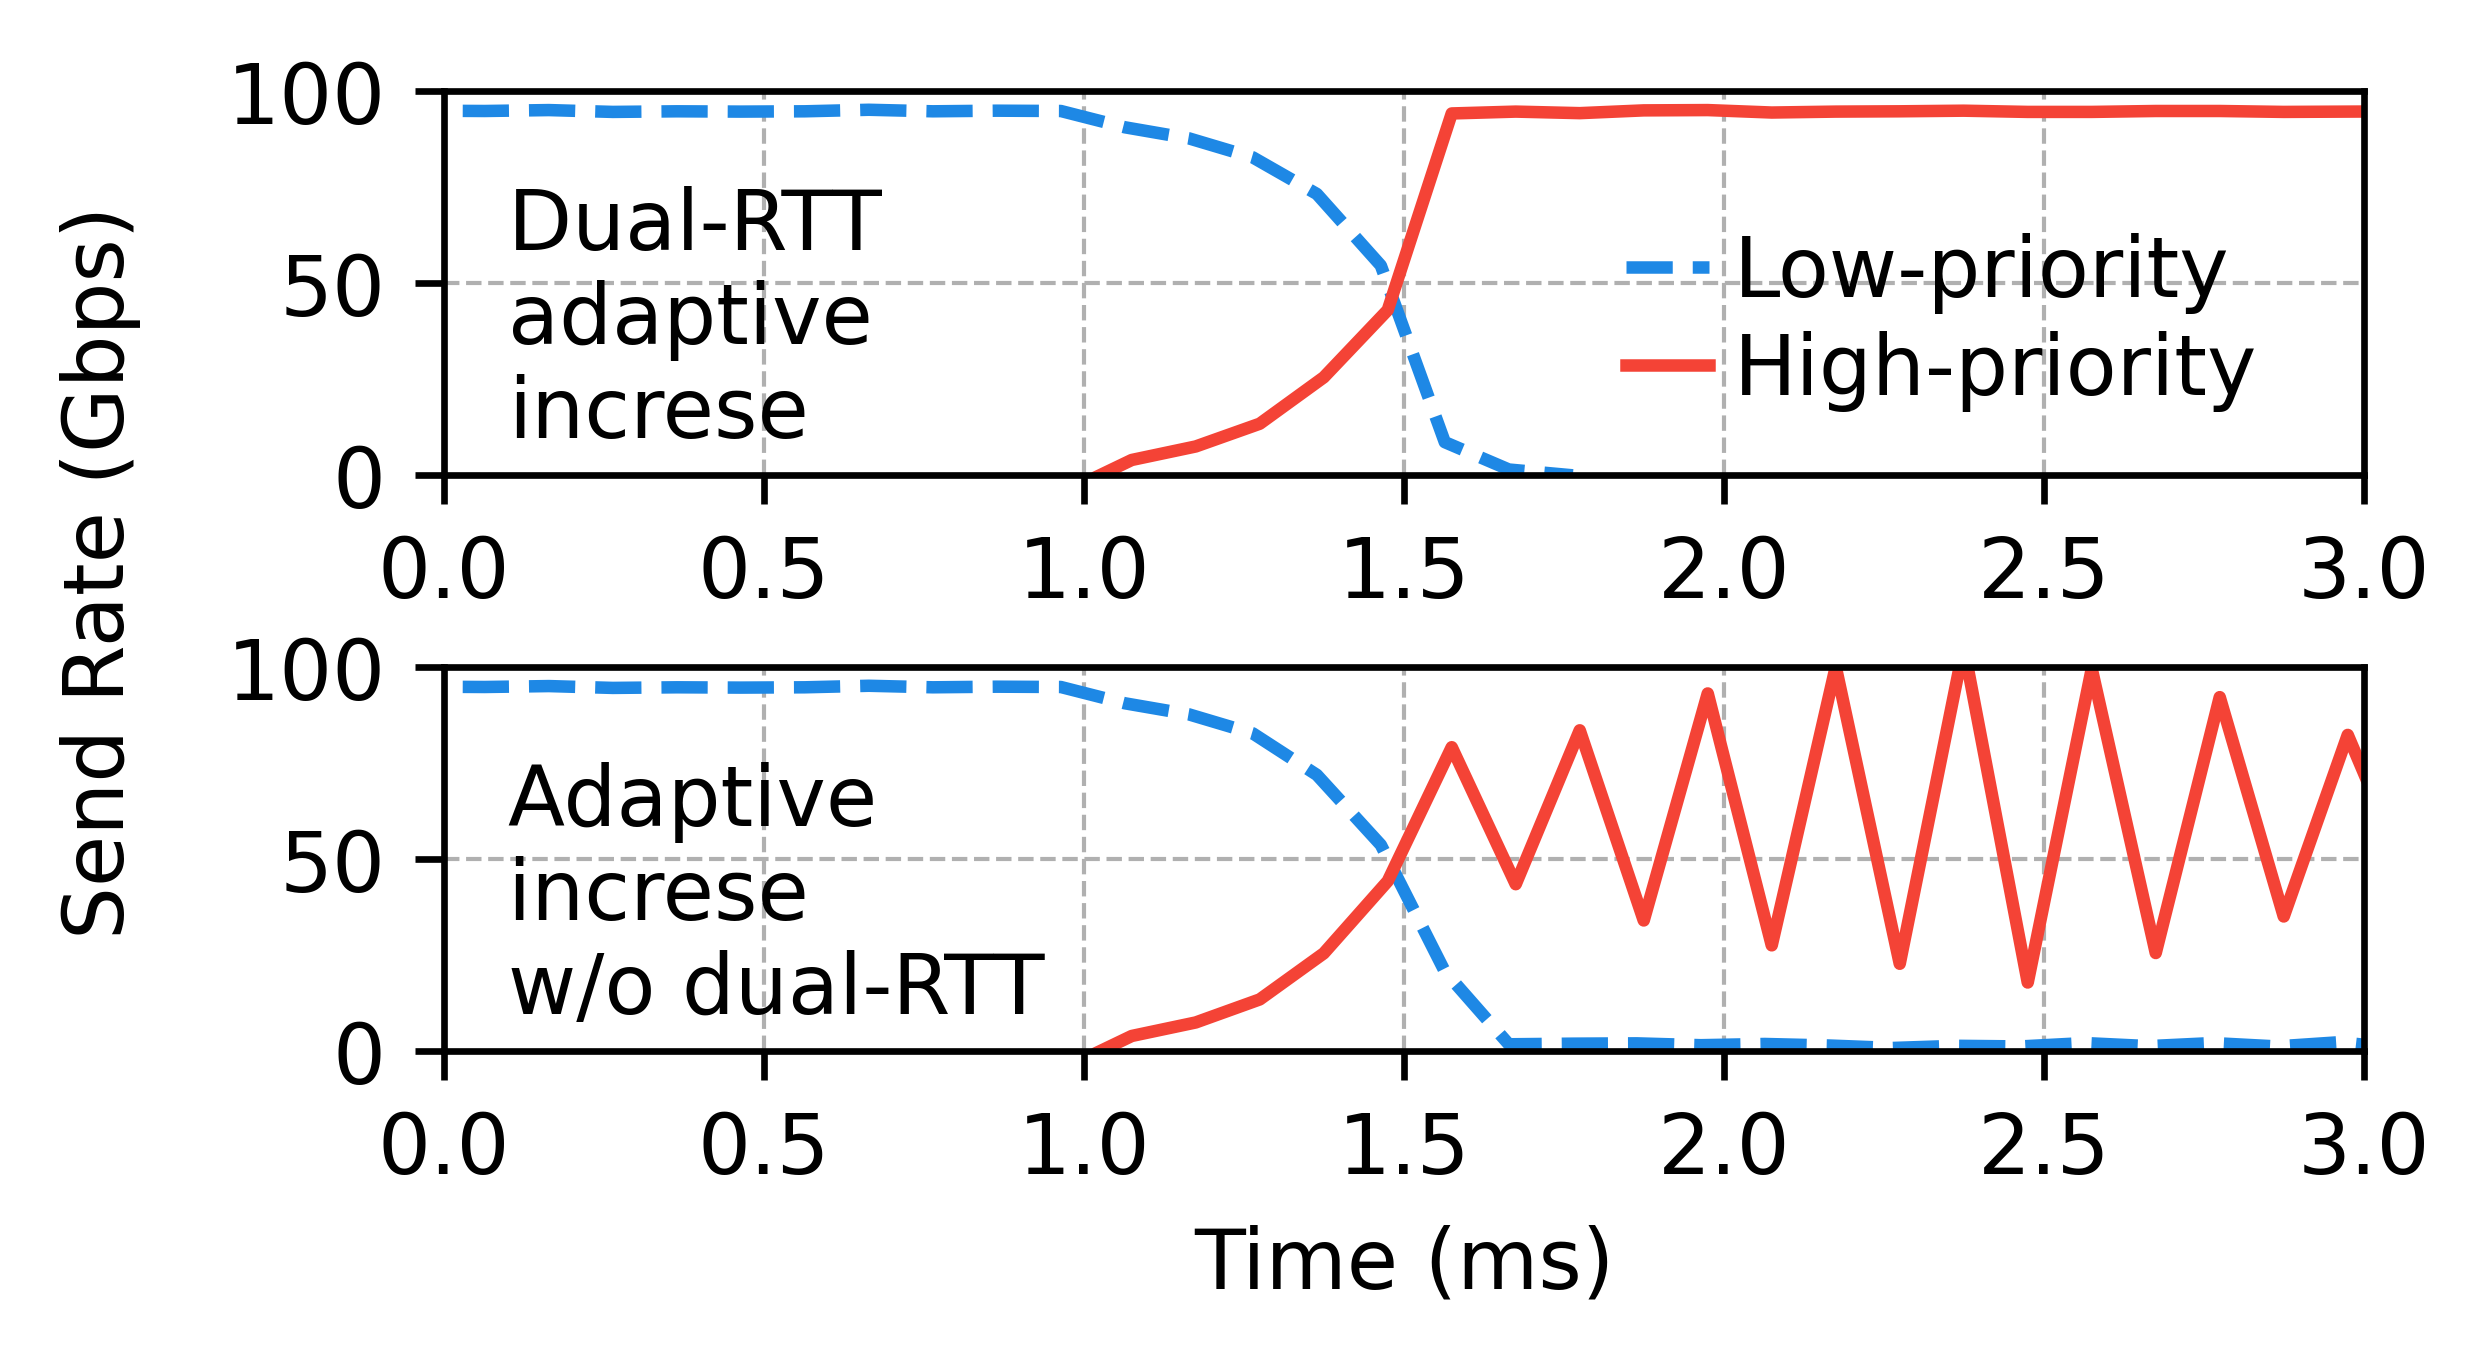 Send Rate (Gbps)
100
50
0
Dual-RTT
adaptive
increse
Low-priority
High-priority
0.0 0.5 1.0 1.5 2.0 2.5 3.0
100
50
0
Adaptive
increse
w/o dual-RTT
0.0 0.5 1.0 1.5 2.0 2.5 3.0
Time (ms)